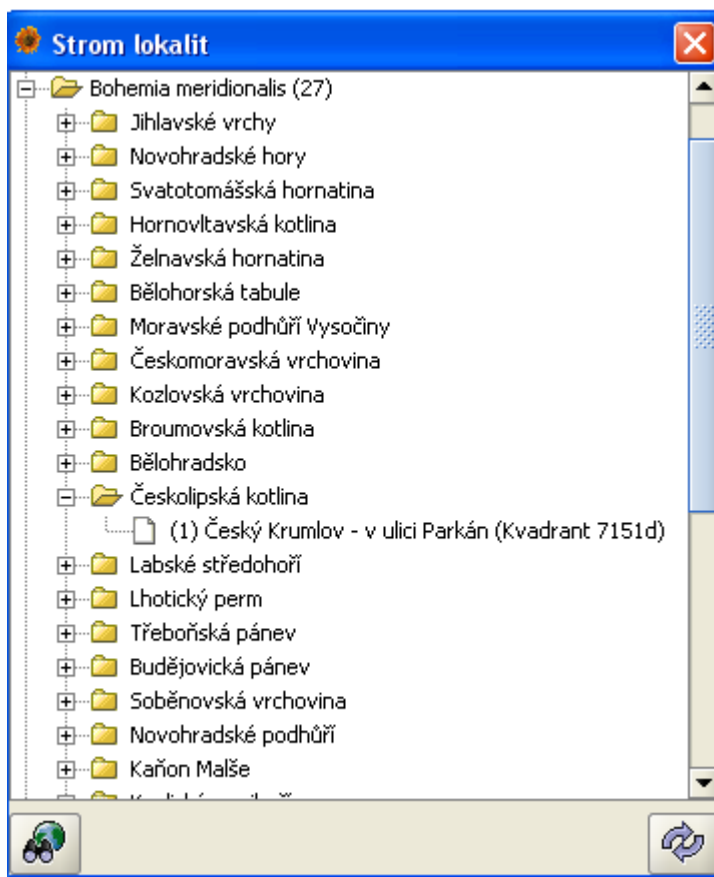 Strom lokalit
Bohemia meridionalis (27)
Jihlavské vrchy
Novohradské hory
Svatotomášská hornatina
Hornovltavská kotlina
Želnavská hornatina
Bělohorská tabule
Moravské podhůří Vysočiny
Českomoravská vrchovina
Kozlovská vrchovina
Broumovská kotlina
Bělohradsko
Českolipská kotlina
(1) Český Krumlov - v ulici Parkán (Kvadrant 7151d)
Labské středohoří
Lhotický perm
Třeboňská pánev
Budějovická pánev
Soběnovská vrchovina
Novohradské podhůří
Kaňon Malše